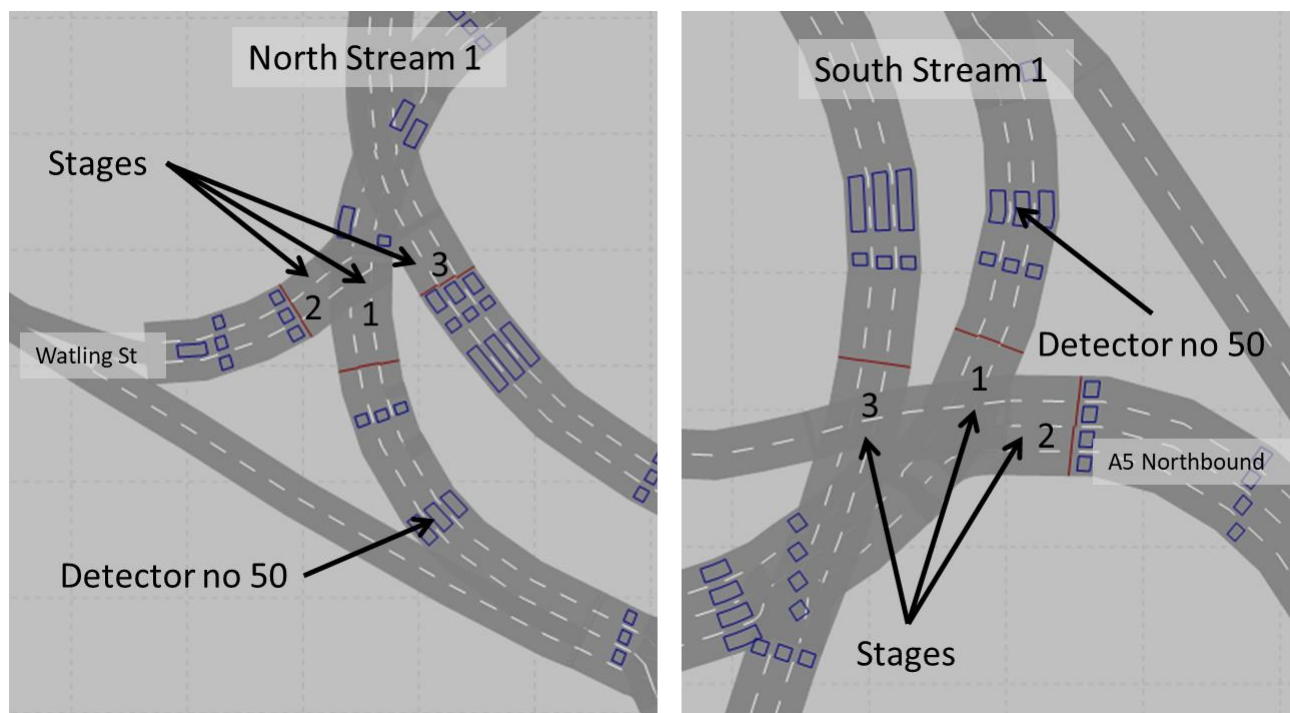 North Stream 1
Stages
3
2
1
Watling St
Detector no 50
South Stream 1
Detector no 50
1
3
2
A5 Northbound
Stages